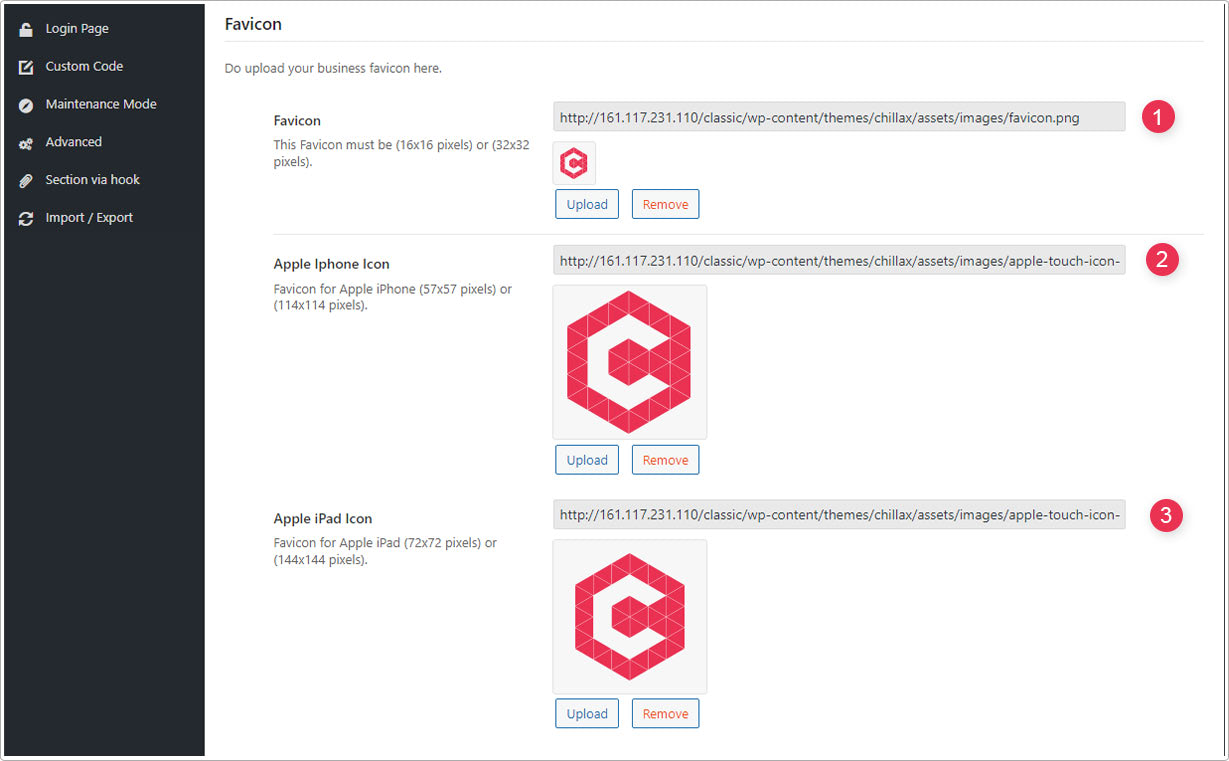 Login Page
Custom Code
Maintenance Mode
Advanced
Section via hook
Import / Export
Favicon
Do upload your business favicon here.
Favicon
This Favicon must be (16x16 pixels) or (32x32
pixels).
http://161.117.231.110/classic/wp-content/themes/chillax/assets/images/favicon.png
1
Upload Remove
Apple Iphone Icon
Favicon for Apple iPhone (57x57 pixels) or
(114x114 pixels).
http://161.117.231.110/classic/wp-content/themes/chillax/assets/images/apple-touch-icon-
2
Upload Remove
Apple iPad Icon
Favicon for Apple iPad (72x72 pixels) or
(144x144 pixels).
http://161.117.231.110/classic/wp-content/themes/chillax/assets/images/apple-touch-icon-
3
Upload Remove